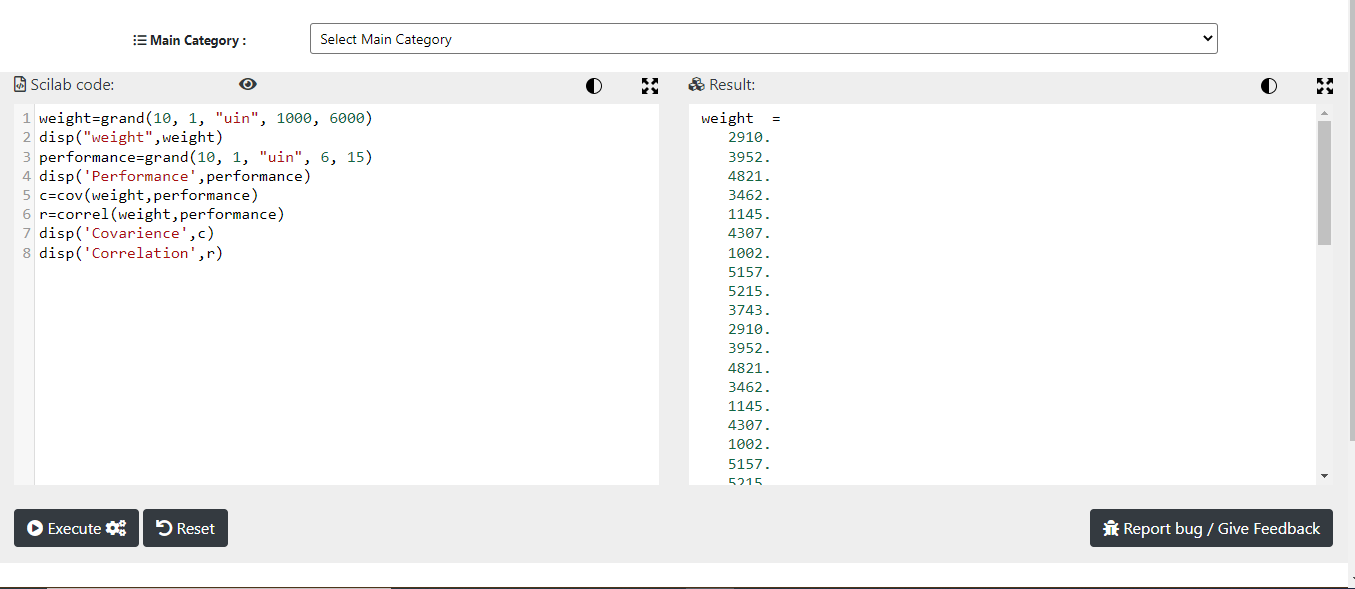 Main Category :
Select Main Category
Scilab code:
1 weight=grand(10, 1, "uin", 1000, 6000)
2 disp("weight",weight)
3 performance=grand(10, 1, "uin", 6, 15)
4 disp('Performance',performance)
5 c=cov(weight,performance)
6 r=correl(weight,performance)
7 disp('Covarience',c)
8 disp('Correlation',r)
Result:
weight  =
2910.
3952.
4821.
3462.
1145.
4307.
1002.
5157.
5215.
3743.
2910.
3952.
4821.
3462.
1145.
4307.
1002.
5157.
5215.
Execute
Reset
Report bug / Give Feedback